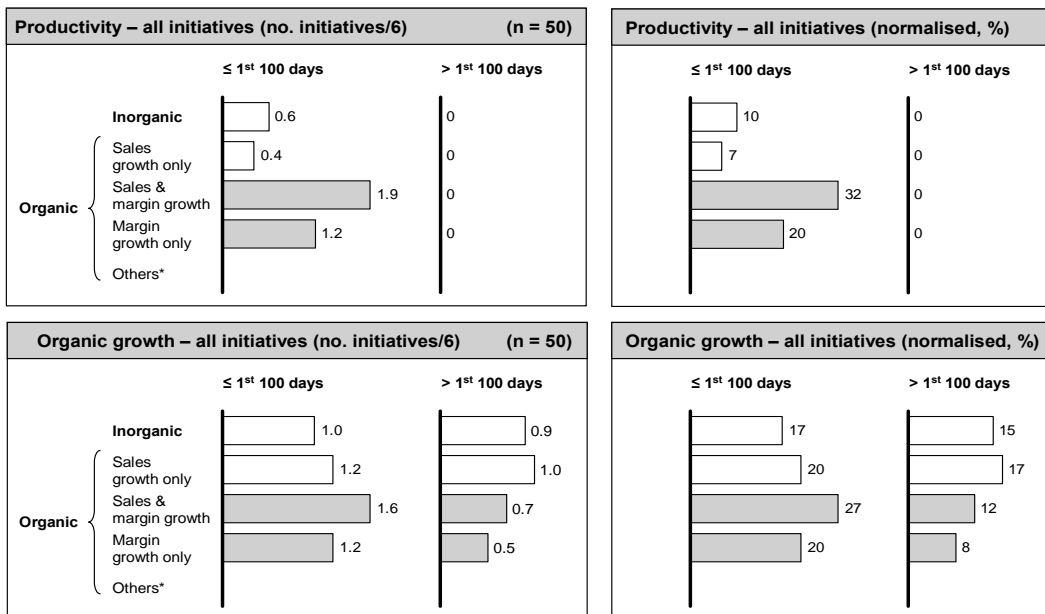 Productivity – all initiatives (no. initiatives/6) (n = 50)
≤ 1st 100 days > 1st 100 days
Inorganic 0.6 0
Sales
growth only 0.4 0
Sales &
margin growth 1.9 0
Organic
Margin
growth only 1.2 0
Others*
Productivity – all initiatives (normalised, %)
≤ 1st 100 days > 1st 100 days
10 0
7 0
32 0
20 0
Organic growth – all initiatives (no. initiatives/6) (n = 50)
≤ 1st 100 days > 1st 100 days
Inorganic 1.0 0.9
Sales
growth only 1.2 1.0
Sales &
margin growth 1.6 0.7
Organic
Margin
growth only 1.2 0.5
Others*
Organic growth – all initiatives (normalised, %)
≤ 1st 100 days > 1st 100 days
17 15
20 17
27 12
20 8